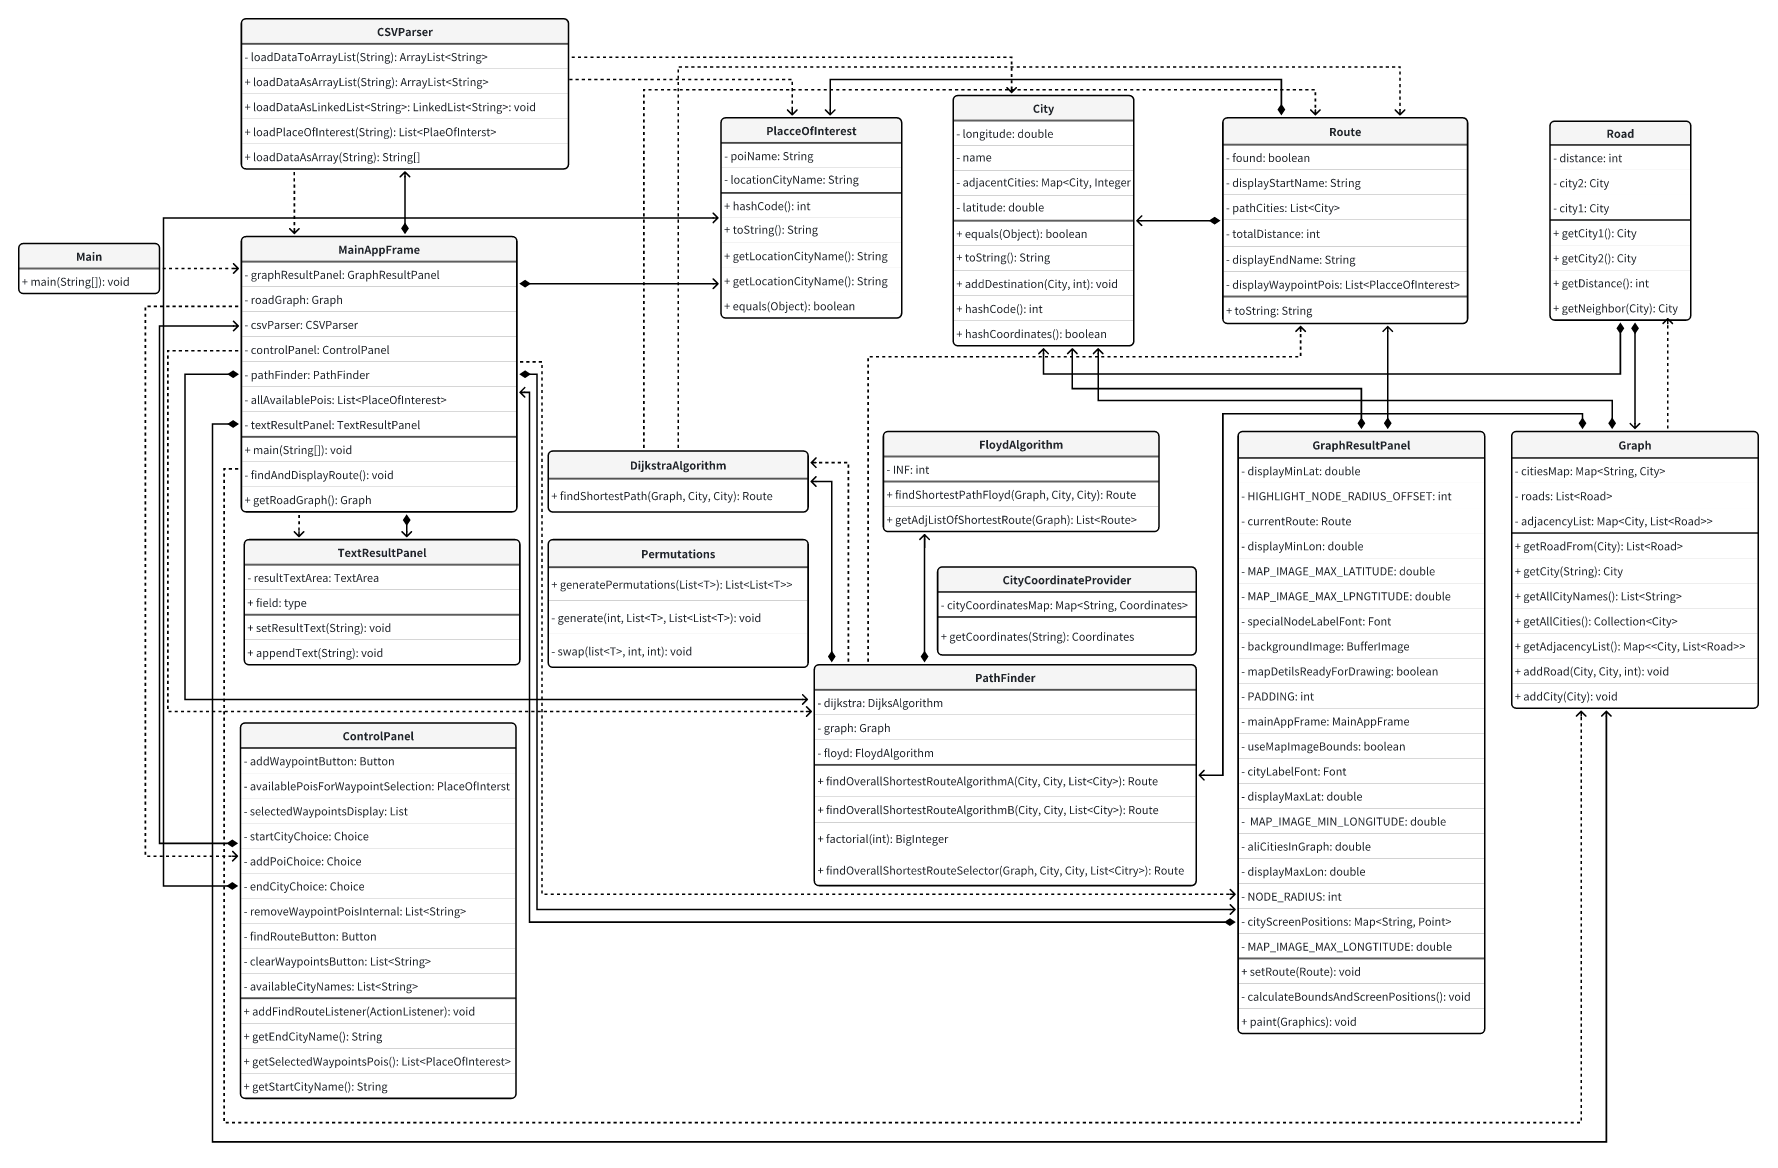 CSVParser
- loadDataToArrayList(String): ArrayList<String>
+ loadDataAsArrayList(String): ArrayList<String>
+ loadDataAsLinkedList<String>: LinkedList<String>: void
+ loadPlaceOfInterest(String): List<PlaeOfInterst>
+ loadDataAsArray(String): String[]
Main
+ main(String[]): void
MainAppFrame
- graphResultPanel: GraphResultPanel
- roadGraph: Graph
- csvParser: CSVParser
- controlPanel: ControlPanel
- pathFinder: PathFinder
- allAvailablePois: List<PlaceOfInterest>
- textResultPanel: TextResultPanel
+ main(String[]): void
- findAndDisplayRoute(): void
+ getRoadGraph(): Graph
TextResultPanel
- resultTextArea: TextArea
+ field: type
+ setResultText(String): void
+ appendText(String): void
ControlPanel
- addWaypointButton: Button
- availablePoisForWaypointSelection: PlaceOfInterst
- selectedWaypointsDisplay: List
- startCityChoice: Choice
- addPoiChoice: Choice
- endCityChoice: Choice
- removeWaypointPoisInternal: List<String>
- findRouteButton: Button
- clearWaypointsButton: List<String>
- availableCityNames: List<String>
+ addFindRouteListener(ActionListener): void
+ getEndCityName(): String
+ getSelectedWaypointsPois(): List<PlaceOfInterest>
+ getStartCityName(): String
PlacceOfInterest
- poiName: String
- locationCityName: String
+ hashCode(): int
+ toString(): String
+ getLocationCityName(): String
+ getLocationCityName(): String
+ equals(Object): boolean
City
- longitude: double
- name
- adjacentCities: Map<City, Integer
- latitude: double
+ equals(Object): boolean
+ toString(): String
+ addDestination(City, int): void
+ hashCode(): int
+ hashCoordinates(): boolean
Route
- found: boolean
- displayStartName: String
- pathCities: List<City>
- totalDistance: int
- displayEndName: String
- displayWaypointPois: List<PlacceOfInterest>
+ toString: String
Road
- distance: int
- city2: City
- city1: City
+ getCity1(): City
+ getCity2(): City
+ getDistance(): int
+ getNeighbor(City): City
DijkstraAlgorithm
+ findShortestPath(Graph, City, City): Route
Permutations
+ generatePermutations(List<T>): List<List<T>>
- generate(int, List<T>, List<List<T>): void
- swap(list<T>, int, int): void
FloydAlgorithm
- INF: int
+ findShortestPathFloyd(Graph, City, City): Route
+ getAdjListOfShortestRoute(Graph): List<Route>
CityCoordinateProvider
- cityCoordinatesMap: Map<String, Coordinates>
+ getCoordinates(String): Coordinates
PathFinder
- dijkstra: DijksAlgorithm
- graph: Graph
- floyd: FloydAlgorithm
+ findOverallShortestRouteAlgorithmA(City, City, List<City>): Route
+ findOverallShortestRouteAlgorithmB(City, City, List<City>): Route
+ factorial(int): BigInteger
+ findOverallShortestRouteSelector(Graph, City, City, List<Citry>): Route
GraphResultPanel
- displayMinLat: double
- HIGHLIGHT_NODE_RADIUS_OFFSET: int
- currentRoute: Route
- displayMinLon: double
- MAP_IMAGE_MAX_LATITUDE: double
- MAP_IMAGE_MAX_LPNGTITUDE: double
- specialNodeLabelFont: Font
- backgroundImage: BufferImage
- mapDetilsReadyForDrawing: boolean
- PADDING: int
- mainAppFrame: MainAppFrame
- useMapImageBounds: boolean
- cityLabelFont: Font
- displayMaxLat: double
- MAP_IMAGE_MIN_LONGITUDE: double
- aliCitiesInGraph: double
- displayMaxLon: double
- NODE_RADIUS: int
- cityScreenPositions: Map<String, Point>
- MAP_IMAGE_MAX_LONGTITUDE: double
+ setRoute(Route): void
- calculateBoundsAndScreenPositions(): void
+ paint(Graphics): void
Graph
- citiesMap: Map<String, City>
- roads: List<Road>
- adjacencyList: Map<City, List<Road>>
+ getRoadFrom(City): List<Road>
+ getCity(String): City
+ getAllCityNames(): List<String>
+ getAllCities(): Collection<City>
+ getAdjacencyList(): Map<<City, List<Road>>
+ addRoad(City, City, int): void
+ addCity(City): void